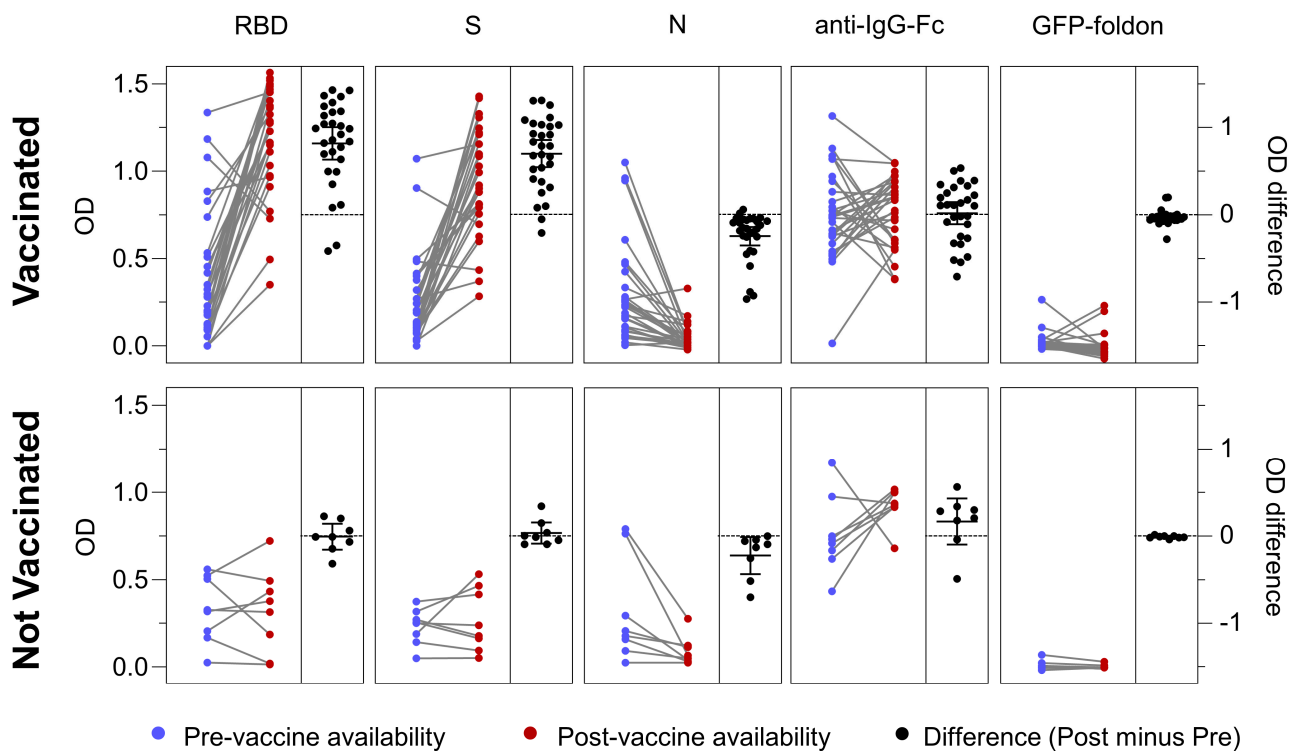 RBD S N anti-IgG-Fc GFP-foldon
Vaccinated
OD
1.5
1.0
0.5
0.0
1
0
-1
OD difference
Not Vaccinated
OD
1.5
1.0
0.5
0.0
1
0
-1
OD difference
Pre-vaccine availability Post-vaccine availability Difference (Post minus Pre)